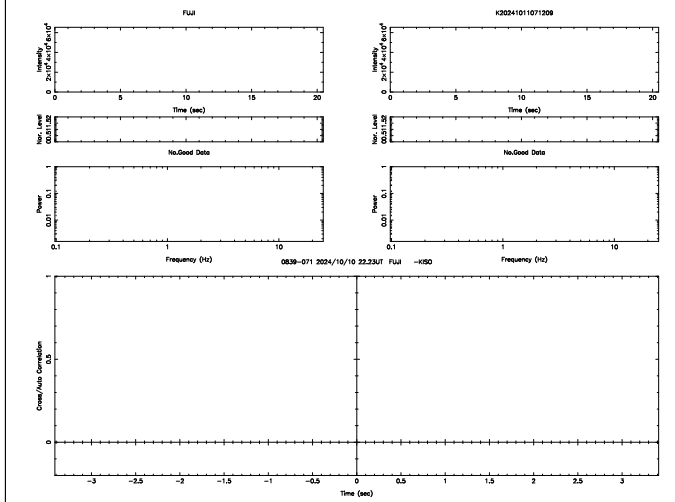 FUJI
K20241011071209
Intensity
0 2×10⁴ 4×10⁴ 6×10⁴
0 5 10 15 20
Time (sec)
Intensity
0 2×10⁴ 4×10⁴ 6×10⁴
0 5 10 15 20
Time (sec)
Nor. Level
00.511.52
Nor. Level
00.511.52
No.Good Data
No.Good Data
Power
0.01 0.1 1
0.1 1 10
Frequency (Hz)
Power
0.01 0.1 1
0.1 1 10
Frequency (Hz)
0839-071 2024/10/10 22.23UT FUJI -KISO
Cross/Auto Correlation
0 0.5 1
-3 -2.5 -2 -1.5 -1 -0.5 0 0.5 1 1.5 2 2.5 3
Time (sec)